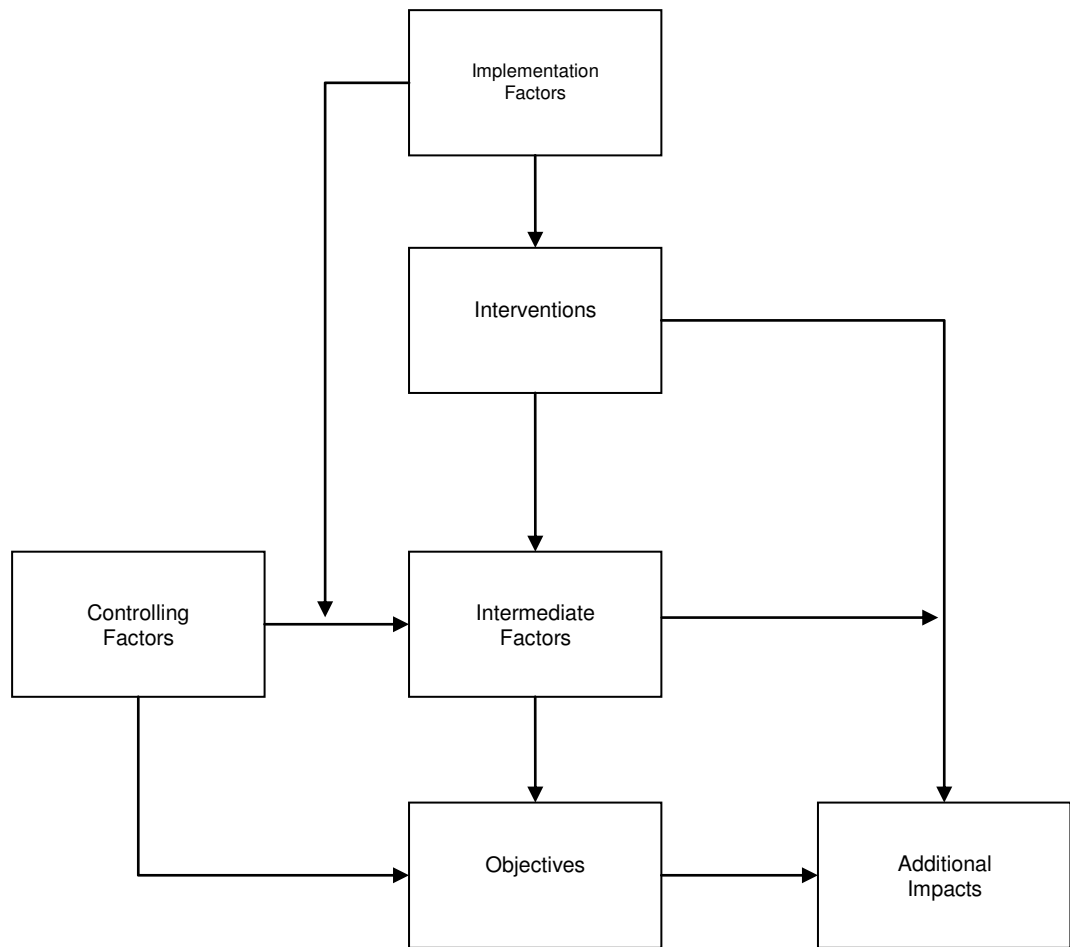 Implementation
Factors
Interventions
Controlling
Factors
Intermediate
Factors
Objectives
Additional
Impacts